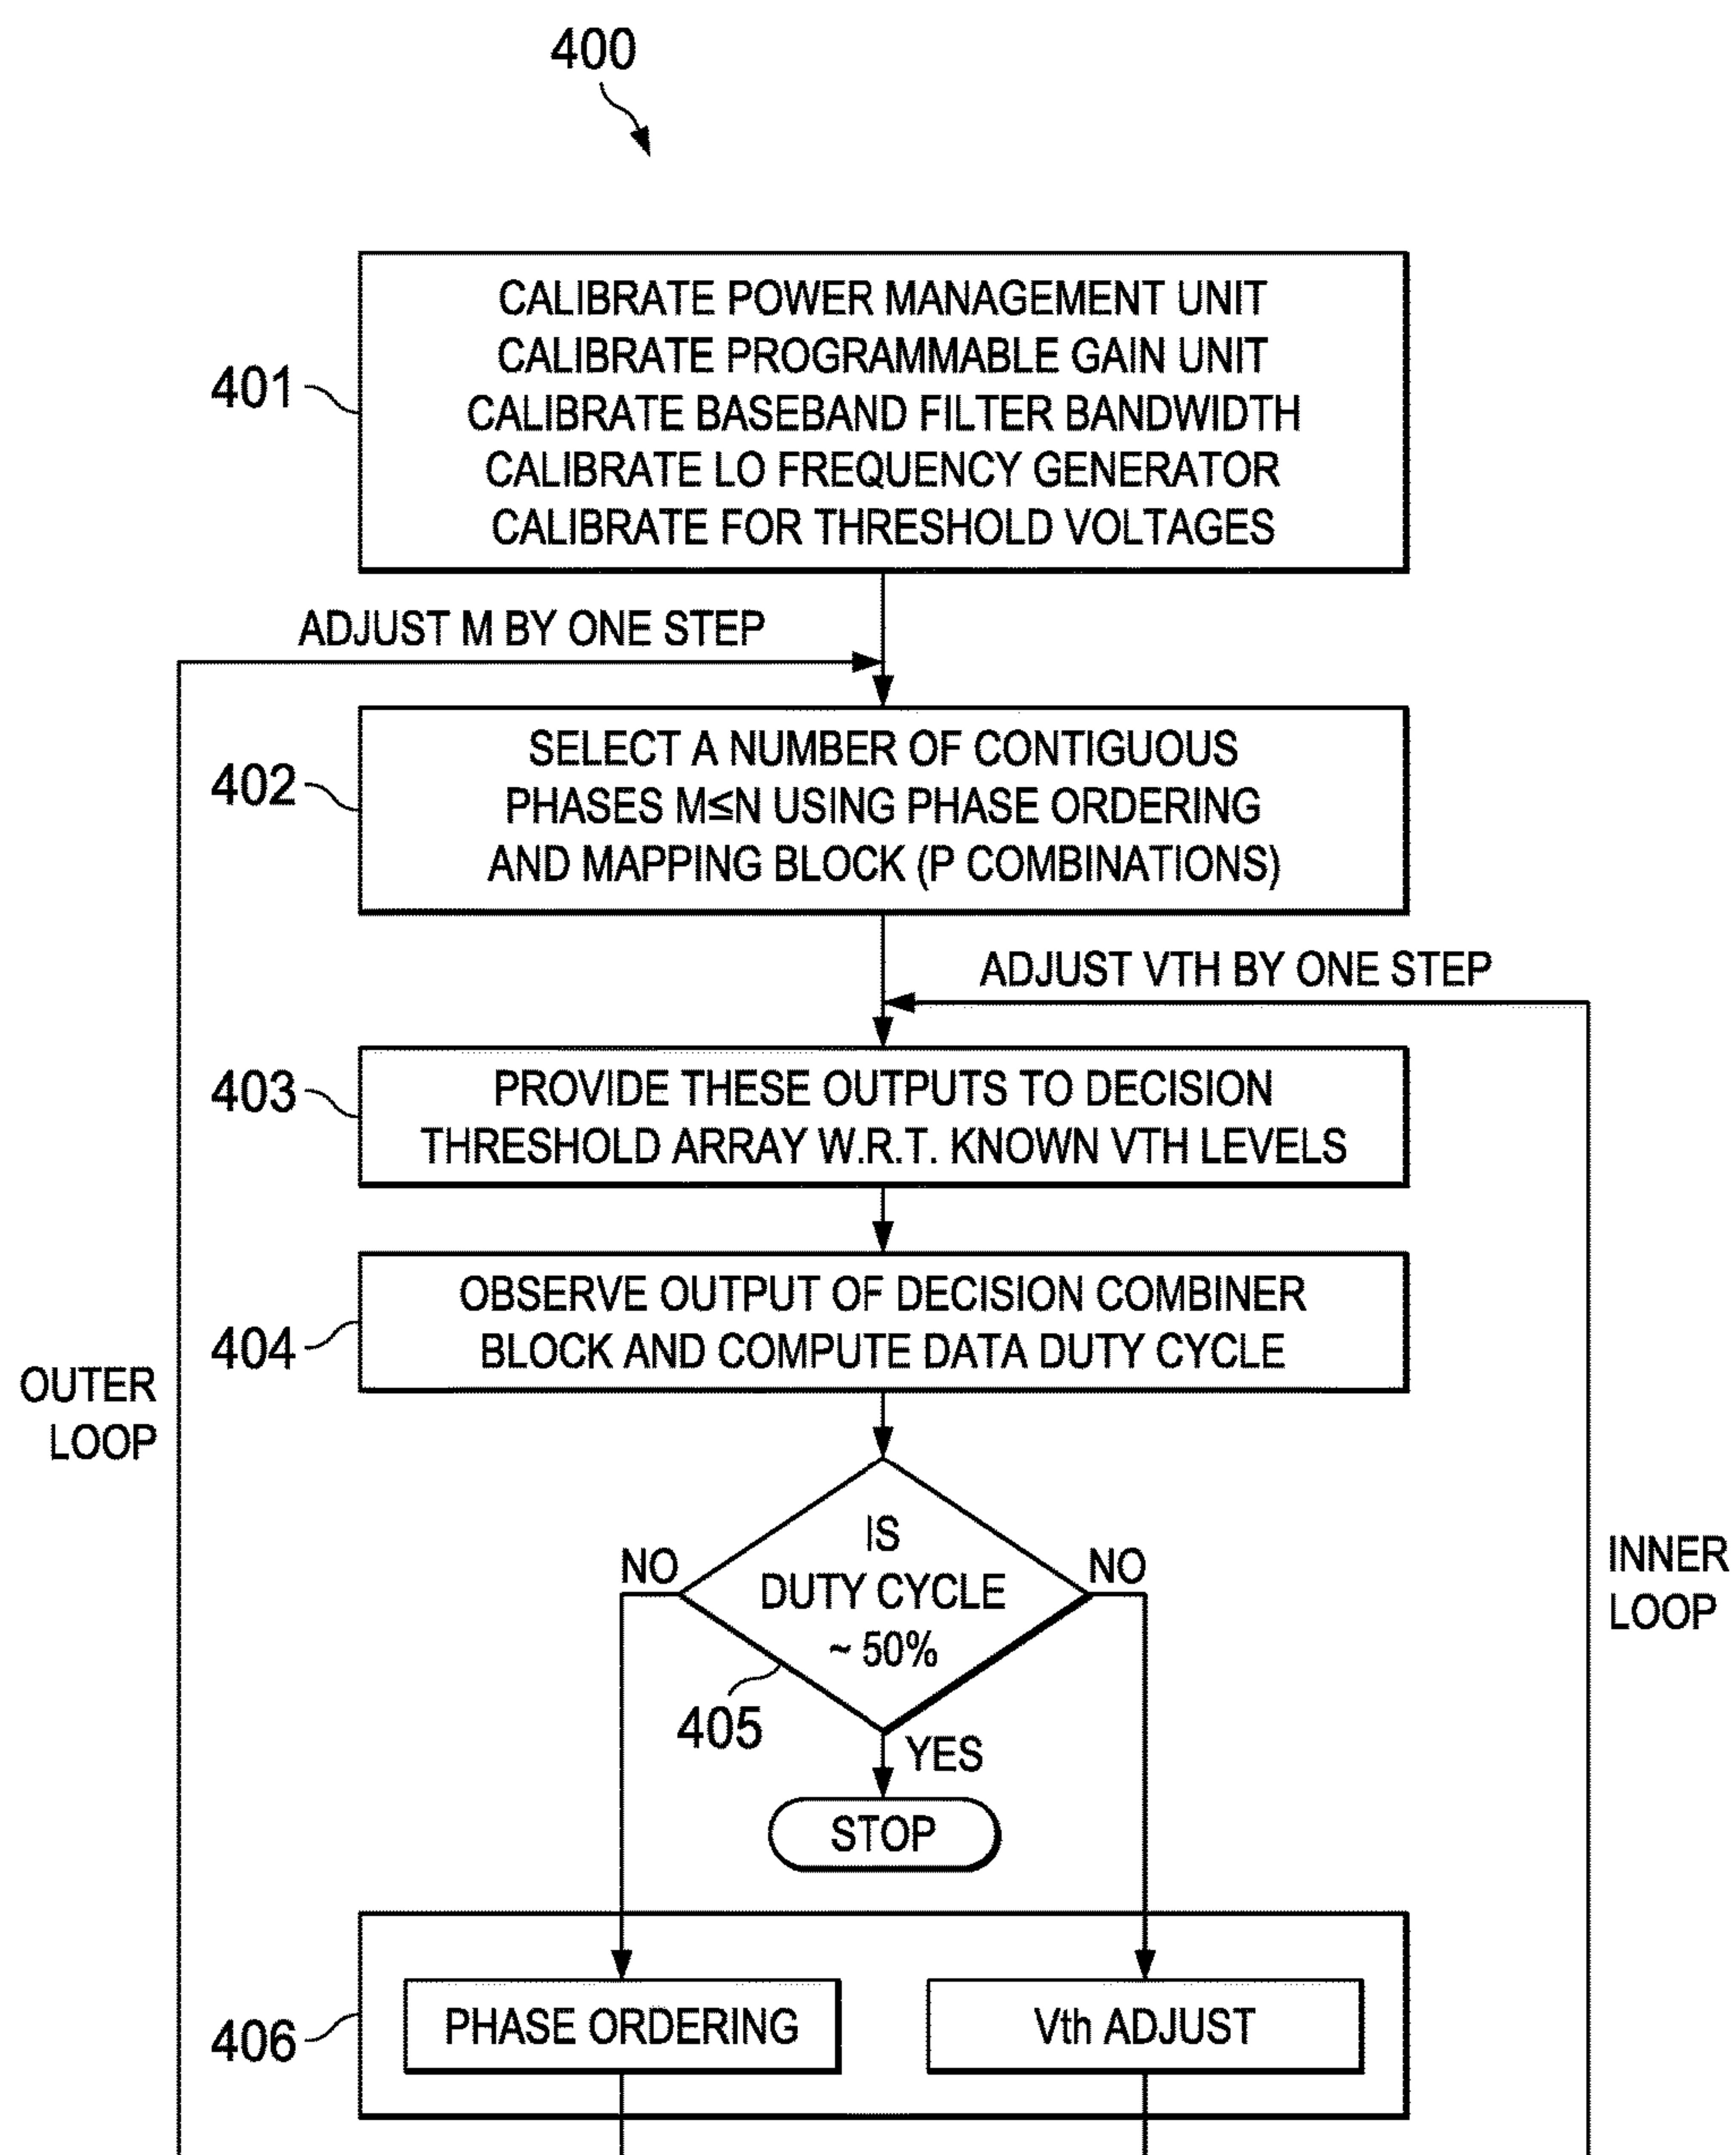 400
401
CALIBRATE POWER MANAGEMENT UNIT
CALIBRATE PROGRAMMABLE GAIN UNIT
CALIBRATE BASEBAND FILTER BANDWIDTH
CALIBRATE LO FREQUENCY GENERATOR
CALIBRATE FOR THRESHOLD VOLTAGES
ADJUST M BY ONE STEP
402
SELECT A NUMBER OF CONTIGUOUS
PHASES M≤N USING PHASE ORDERING
AND MAPPING BLOCK (P COMBINATIONS)
ADJUST VTH BY ONE STEP
403
PROVIDE THESE OUTPUTS TO DECISION
THRESHOLD ARRAY W.R.T. KNOWN VTH LEVELS
404
OBSERVE OUTPUT OF DECISION COMBINER
BLOCK AND COMPUTE DATA DUTY CYCLE
OUTER
LOOP
NO
IS
DUTY CYCLE
~ 50%
NO
INNER
LOOP
405
YES
STOP
406
PHASE ORDERING
Vth ADJUST